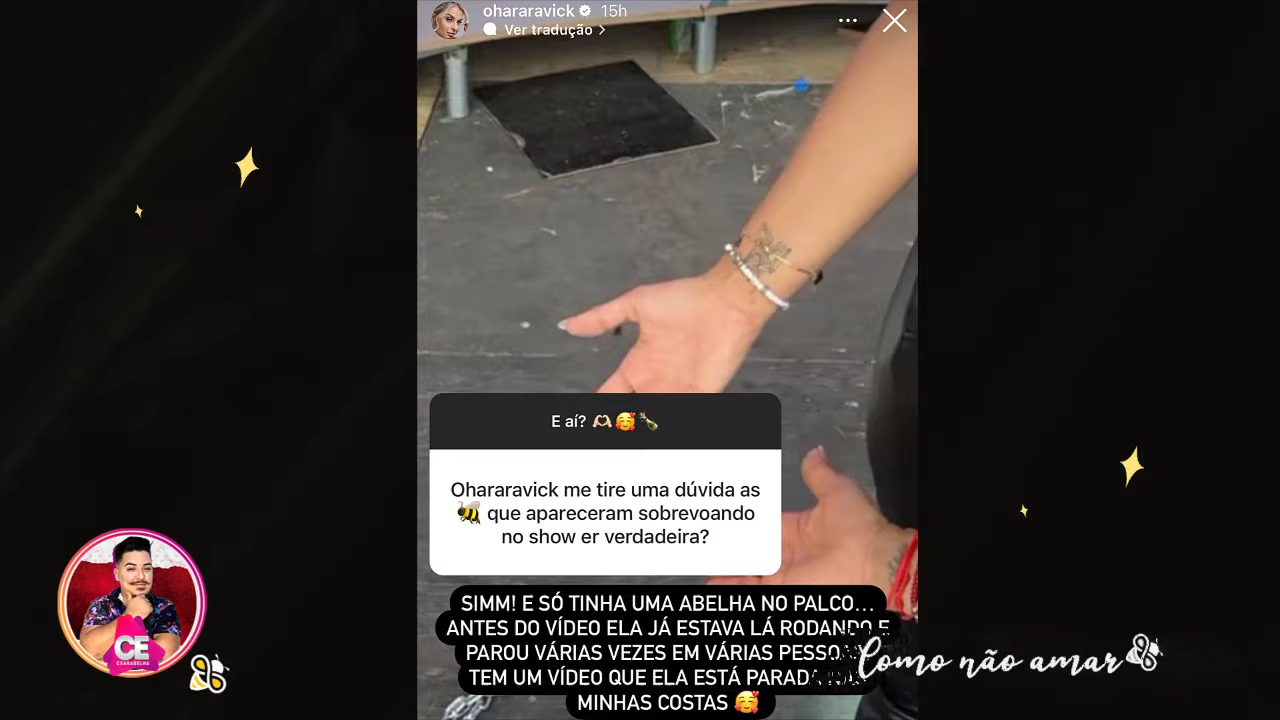 ohararavick 15h
Ver tradução
E aí? 🫶🏻🥰🍾
Ohararavick me tire uma dúvida as
🐝 que apareceram sobrevoando
no show er verdadeira?
SIMM! E SÓ TINHA UMA ABELHA NO PALCO...
ANTES DO VÍDEO ELA JÁ ESTAVA LÁ RODANDO E
PAROU VÁRIAS VEZES EM VÁRIAS
TEM UM VÍDEO QUE ELA ESTÁ
MINHAS COSTAS 🥰
Como não amar
CE
CEARABELHA